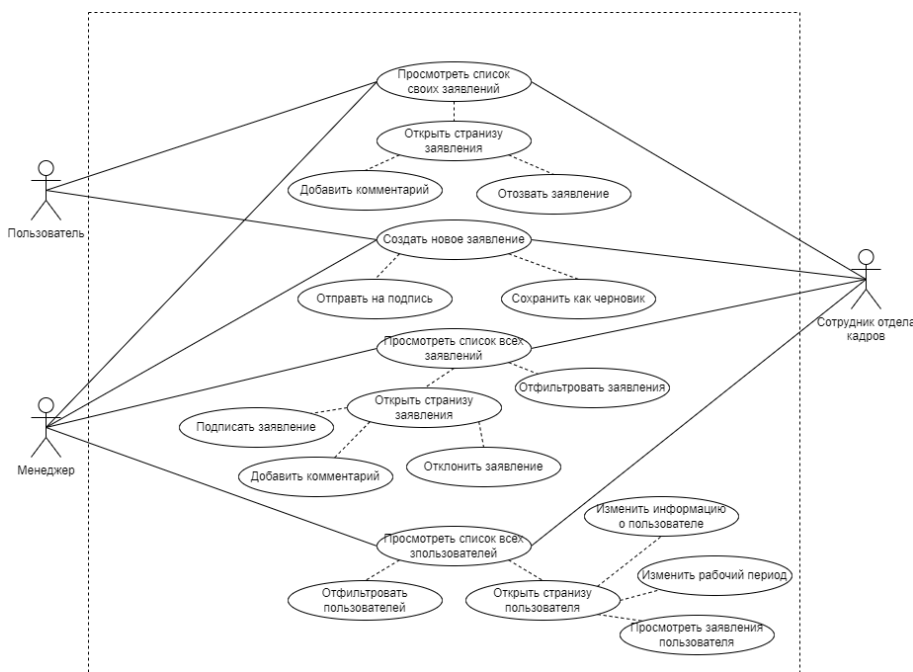 Просмотреть список
своих заявлений
Открыть странизу
заявления
Добавить комментарий
Отозвать заявление
Пользователь
Создать новое заявление
Отправть на подпись
Сохранить как черновик
Сотрудник отдела
кадров
Просмотреть список всех
заявлений
Отфильтровать заявления
Открыть странизу
заявления
Подписать заявление
Добавить комментарий
Отклонить заявление
Менеджер
Изменить информацию
о пользователе
Просмотреть список всех
зпользователей
Изменить рабочий период
Отфильтровать
пользователей
Открыть странизу
пользователя
Просмотреть заявления
пользователя